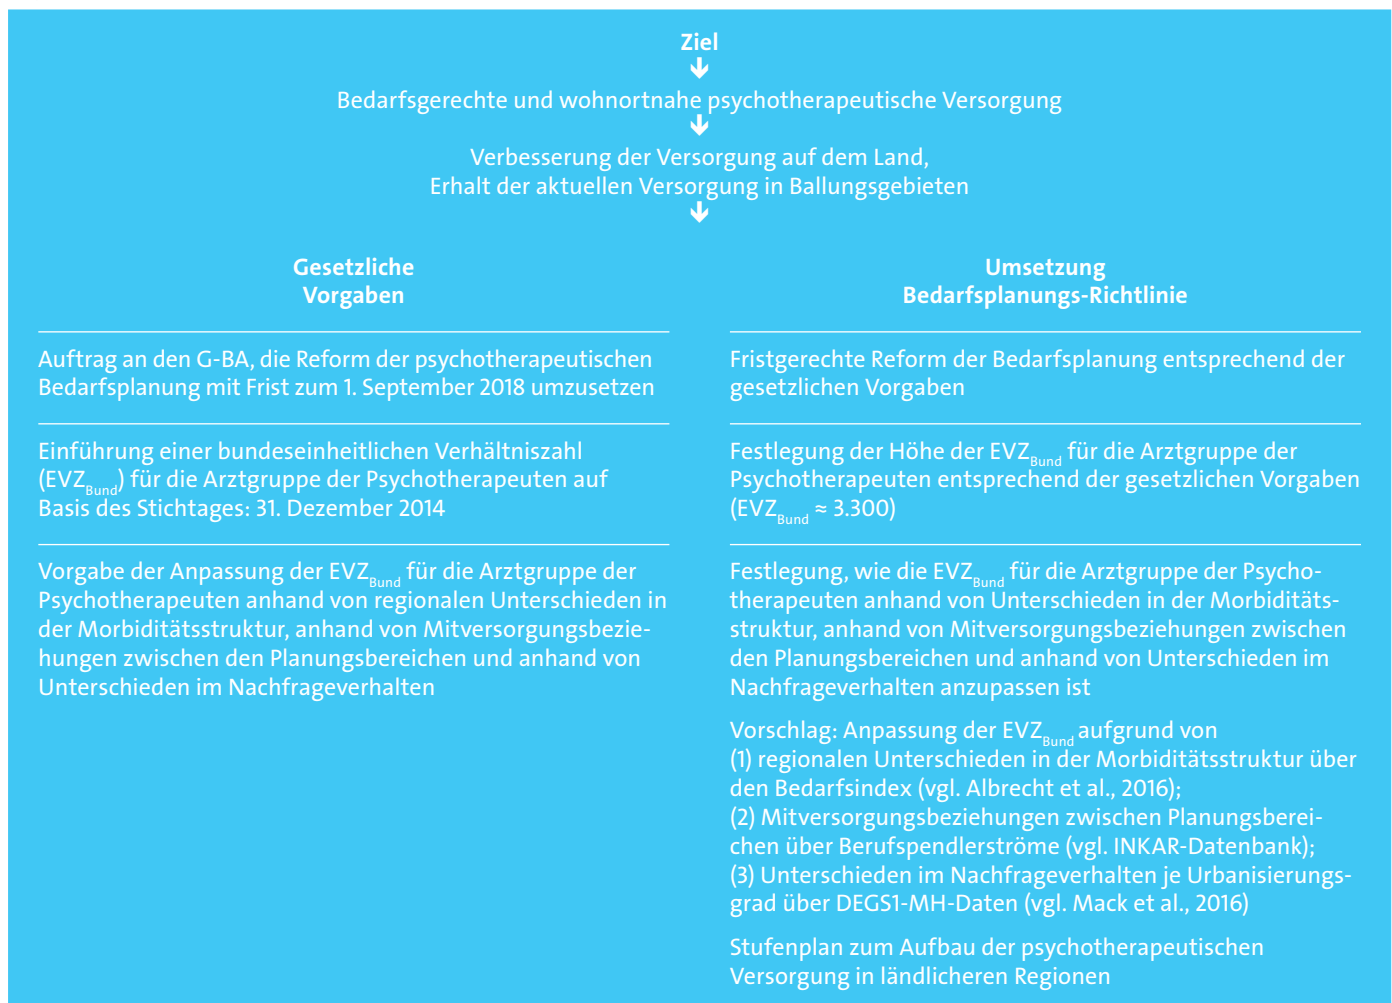 Ziel
Bedarfsgerechte und wohnortnahe psychotherapeutische Versorgung
Verbesserung der Versorgung auf dem Land,
Erhalt der aktuellen Versorgung in Ballungsgebieten
Gesetzliche
Vorgaben
Auftrag an den G-BA, die Reform der psychotherapeutischen
Bedarfsplanung mit Frist zum 1. September 2018 umzusetzen
Einführung einer bundeseinheitlichen Verhältniszahl
(EVZBund) für die Arztgruppe der Psychotherapeuten auf
Basis des Stichtages: 31. Dezember 2014
Vorgabe der Anpassung der EVZBund für die Arztgruppe der
Psychotherapeuten anhand von regionalen Unterschieden in
der Morbiditätsstruktur, anhand von Mitversorgungsbezie-
hungen zwischen den Planungsbereichen und anhand von
Unterschieden im Nachfrageverhalten
Umsetzung
Bedarfsplanungs-Richtlinie
Fristgerechte Reform der Bedarfsplanung entsprechend der
gesetzlichen Vorgaben
Festlegung der Höhe der EVZBund für die Arztgruppe der
Psychotherapeuten entsprechend der gesetzlichen Vorgaben
(EVZBund ≈ 3.300)
Festlegung, wie die EVZBund für die Arztgruppe der Psycho-
therapeuten anhand von Unterschieden in der Morbiditäts-
struktur, anhand von Mitversorgungsbeziehungen zwischen
den Planungsbereichen und anhand von Unterschieden im
Nachfrageverhalten anzupassen ist
Vorschlag: Anpassung der EVZBund aufgrund von
(1) regionalen Unterschieden in der Morbiditätsstruktur über
den Bedarfsindex (vgl. Albrecht et al., 2016);
(2) Mitversorgungsbeziehungen zwischen Planungsberei-
chen über Berufspendlerströme (vgl. INKAR-Datenbank);
(3) Unterschieden im Nachfrageverhalten je Urbanisierungs-
grad über DEGS1-MH-Daten (vgl. Mack et al., 2016)
Stufenplan zum Aufbau der psychotherapeutischen
Versorgung in ländlicheren Regionen